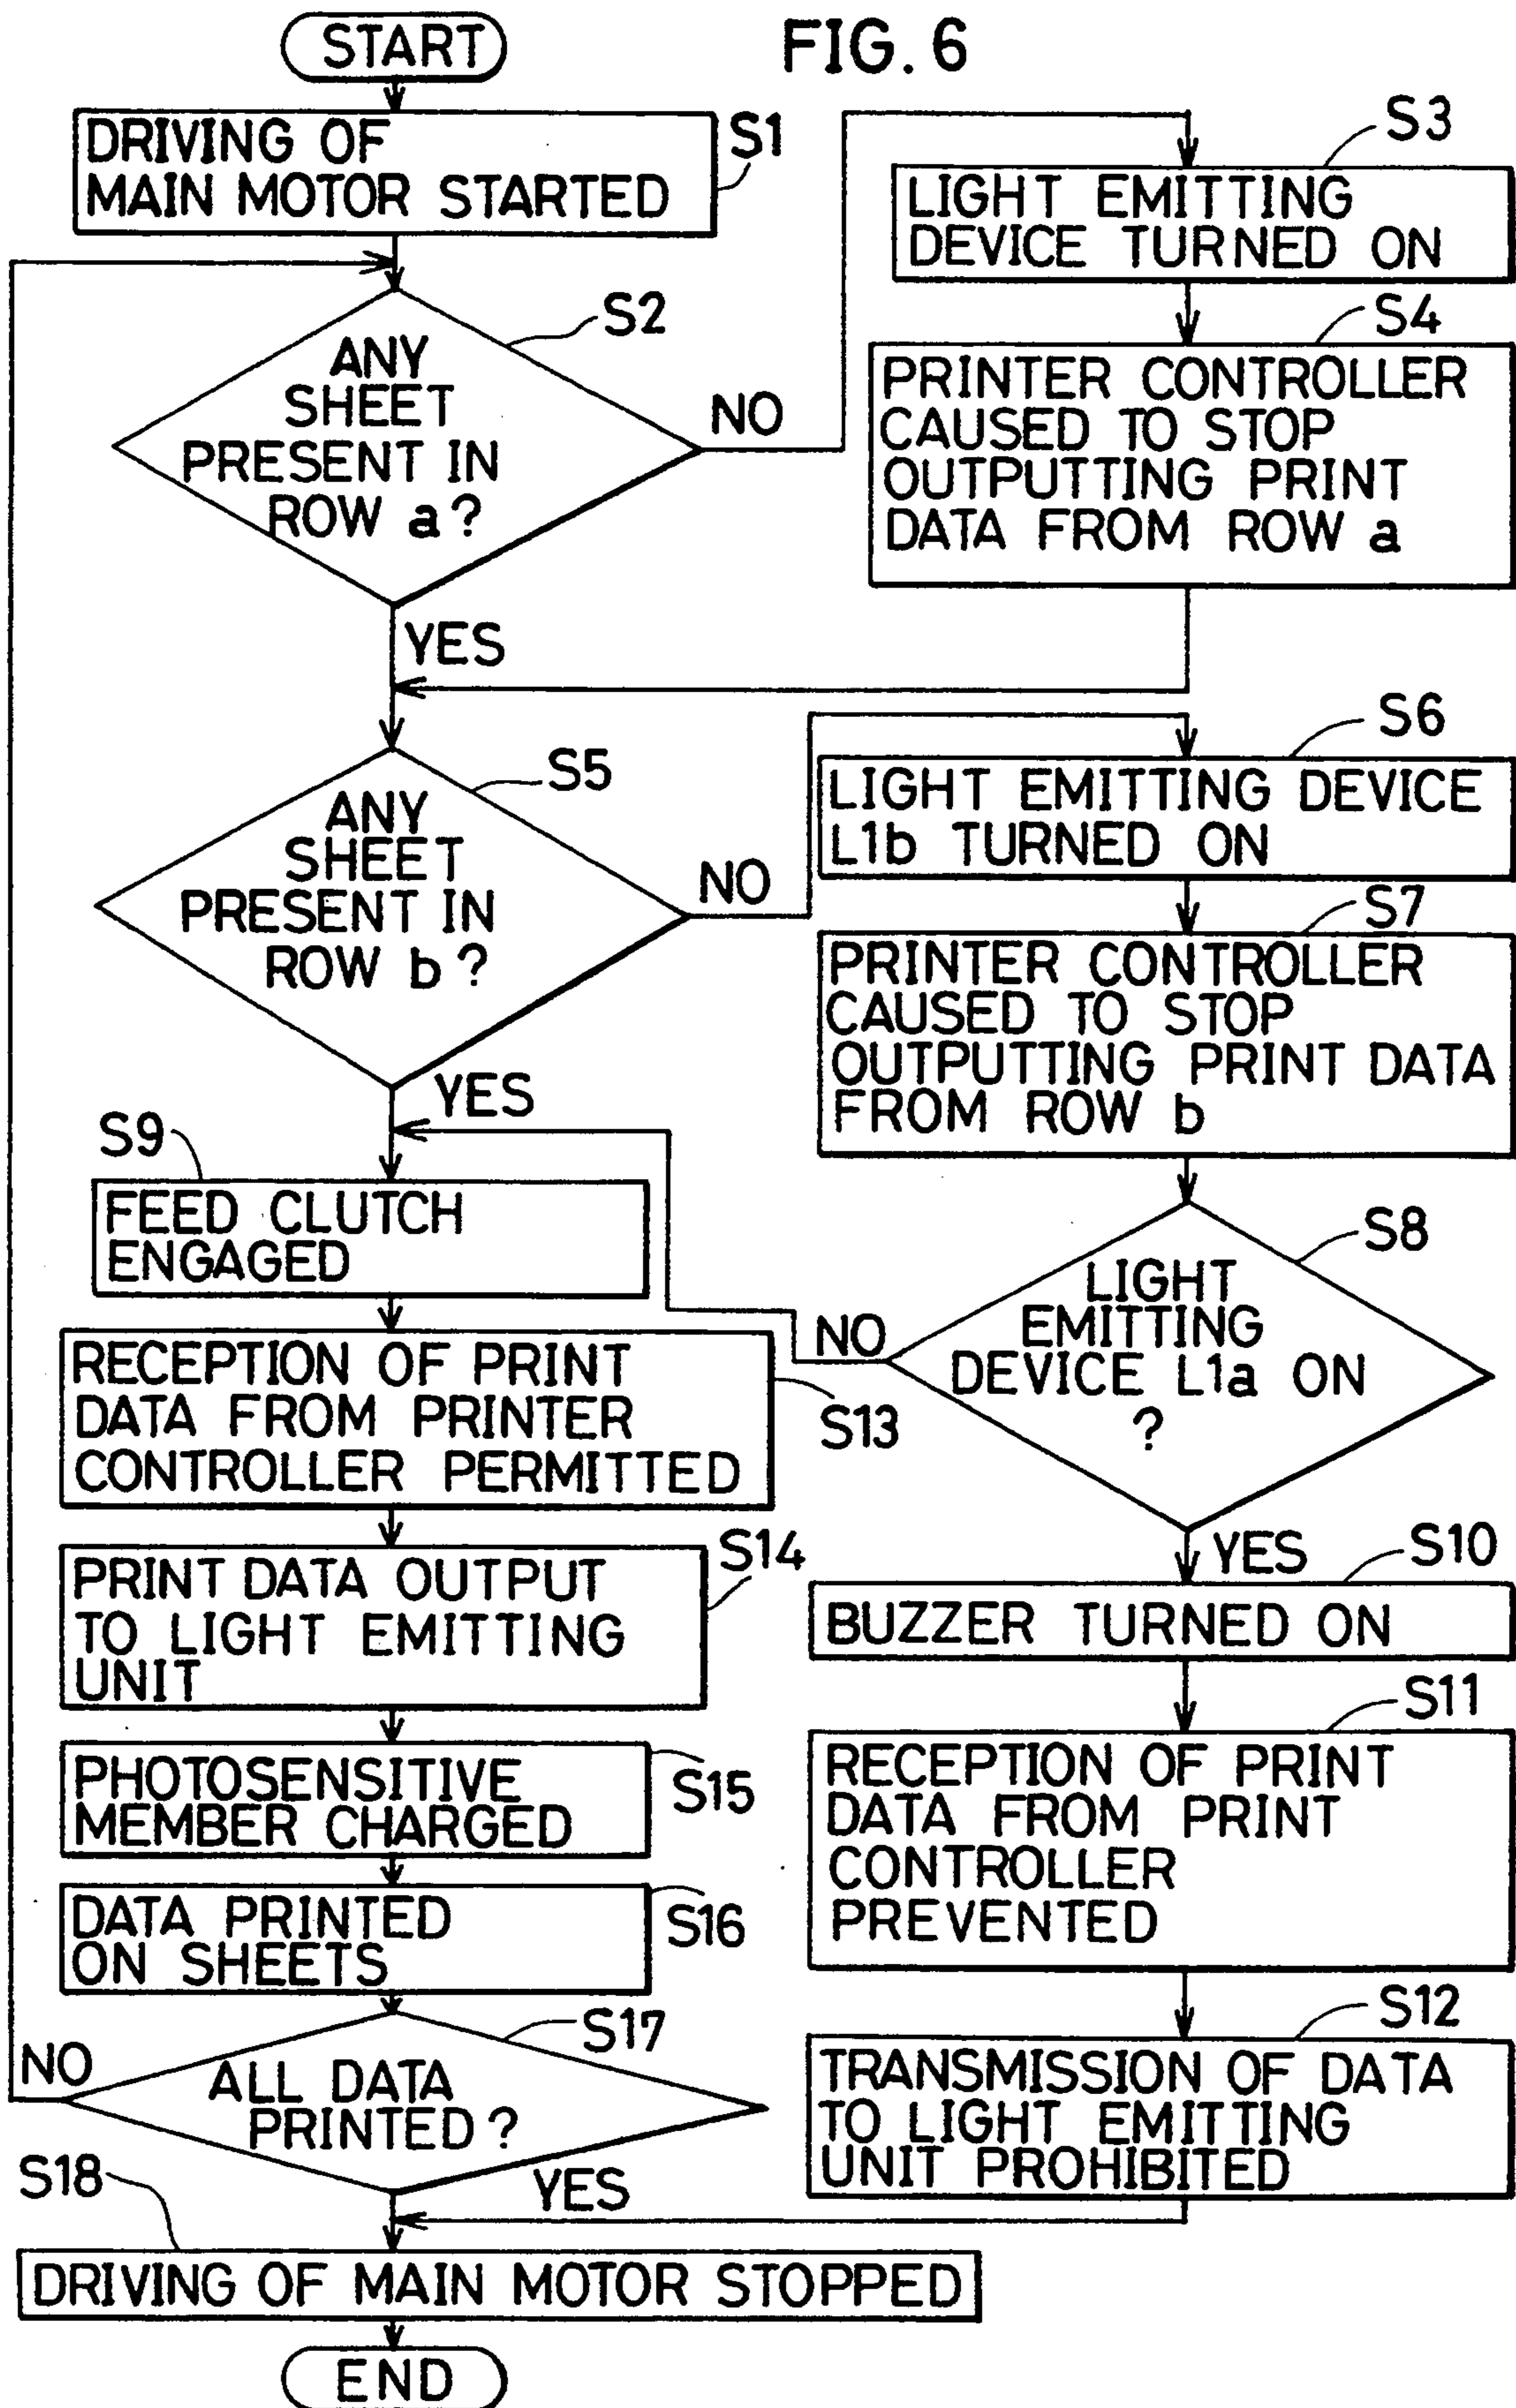 FIG. 6
START
DRIVING OF
MAIN MOTOR STARTED
S1
S2
ANY
SHEET
PRESENT IN
ROW a?
NO
YES
S3
LIGHT EMITTING
DEVICE TURNED ON
S4
PRINTER CONTROLLER
CAUSED TO STOP
OUTPUTTING PRINT
DATA FROM ROW a
S5
ANY
SHEET
PRESENT IN
ROW b?
NO
YES
S6
LIGHT EMITTING DEVICE
L1b TURNED ON
S7
PRINTER CONTROLLER
CAUSED TO STOP
OUTPUTTING PRINT DATA
FROM ROW b
S8
LIGHT
EMITTING
DEVICE L1a ON
?
NO
YES
S9
FEED CLUTCH
ENGAGED
S10
BUZZER TURNED ON
S11
RECEPTION OF PRINT
DATA FROM PRINT
CONTROLLER
PREVENTED
S12
TRANSMISSION OF DATA
TO LIGHT EMITTING
UNIT PROHIBITED
RECEPTION OF PRINT
DATA FROM PRINTER
CONTROLLER PERMITTED
S13
PRINT DATA OUTPUT
TO LIGHT EMITTING
UNIT
S14
PHOTOSENSITIVE
MEMBER CHARGED
S15
DATA PRINTED
ON SHEETS
S16
S17
ALL DATA
PRINTED?
NO
YES
S18
DRIVING OF MAIN MOTOR STOPPED
END